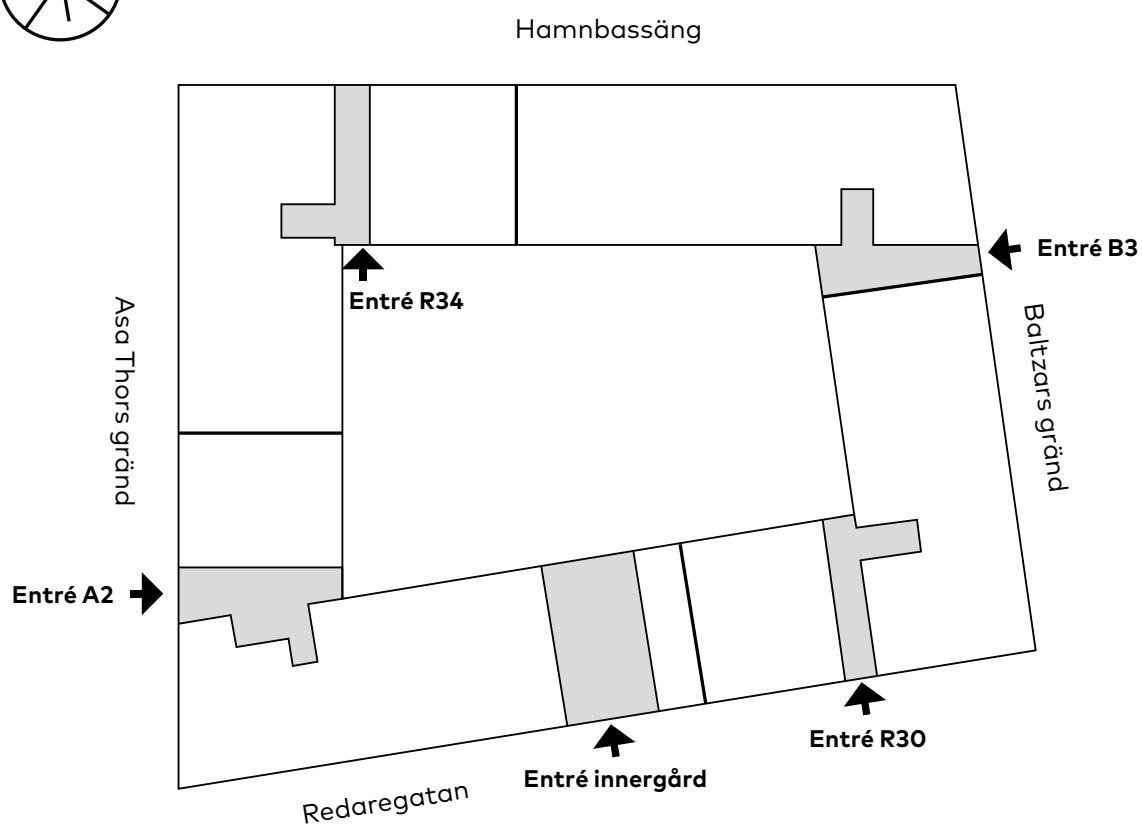 Hamnbassäng
Entré B3
Entré R34
Asa Thors gränd
Baltzars gränd
Entré A2
Entré R30
Entré innergård
Redaregatan